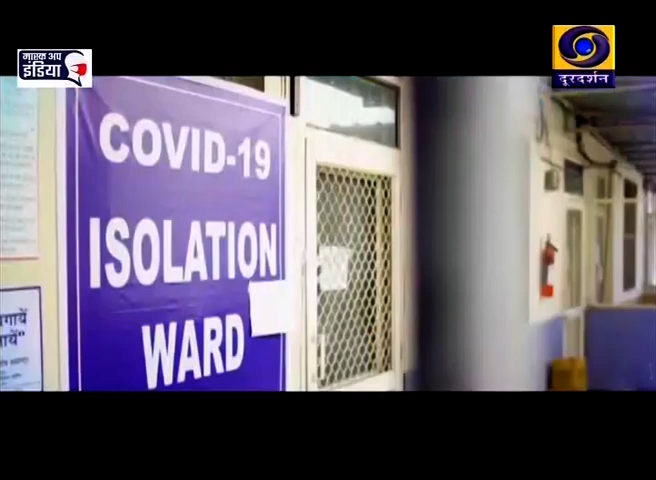 मास्क अप
इंडिया
दूरदर्शन
COVID-19
ISOLATION
WARD